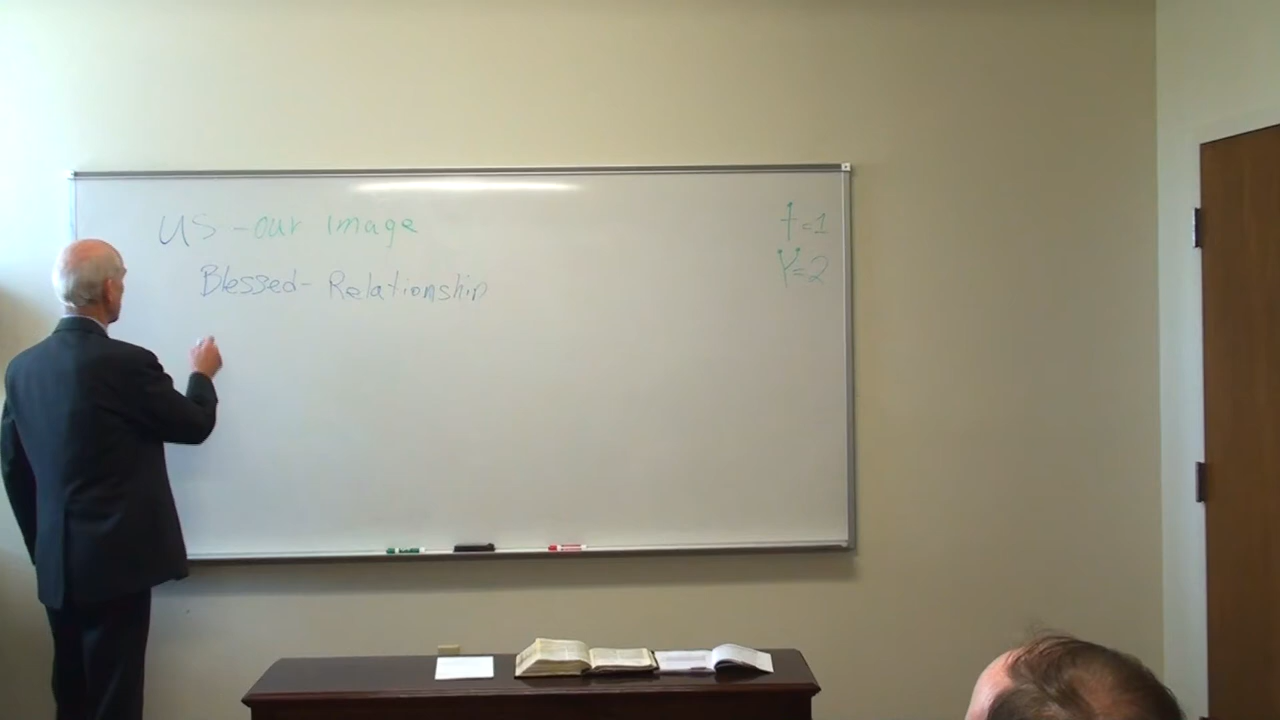 US - our image
Blessed - Relationship
t = 1
Y = 2